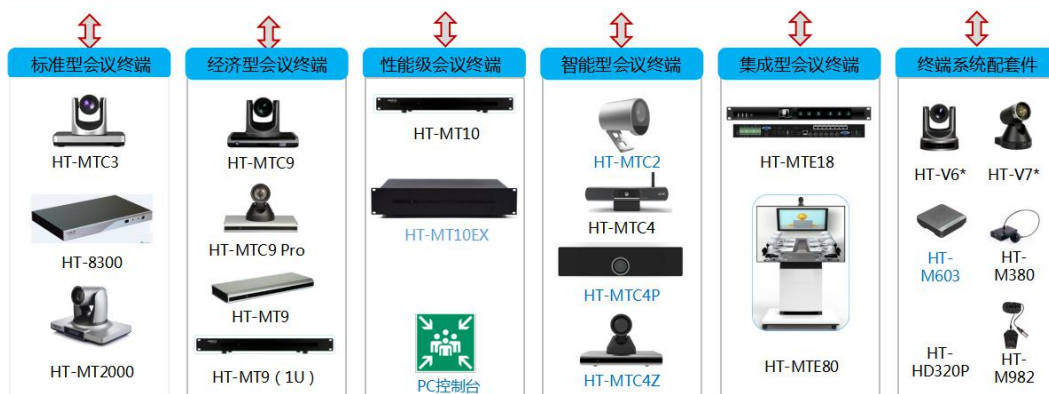 标准型会议终端
HT-MTC3
HT-8300
HT-MT2000
经济型会议终端
HT-MTC9
HT-MTC9 Pro
HT-MT9
HT-MT9（1U）
性能级会议终端
HT-MT10
HT-MT10EX
PC控制台
智能型会议终端
HT-MTC2
HT-MTC4
HT-MTC4P
HT-MTC4Z
集成型会议终端
HT-MTE18
HT-MTE80
终端系统配套件
HT-V6*
HT-V7*
HT-
M603
HT-
M380
HT-
HD320P
HT-
M982